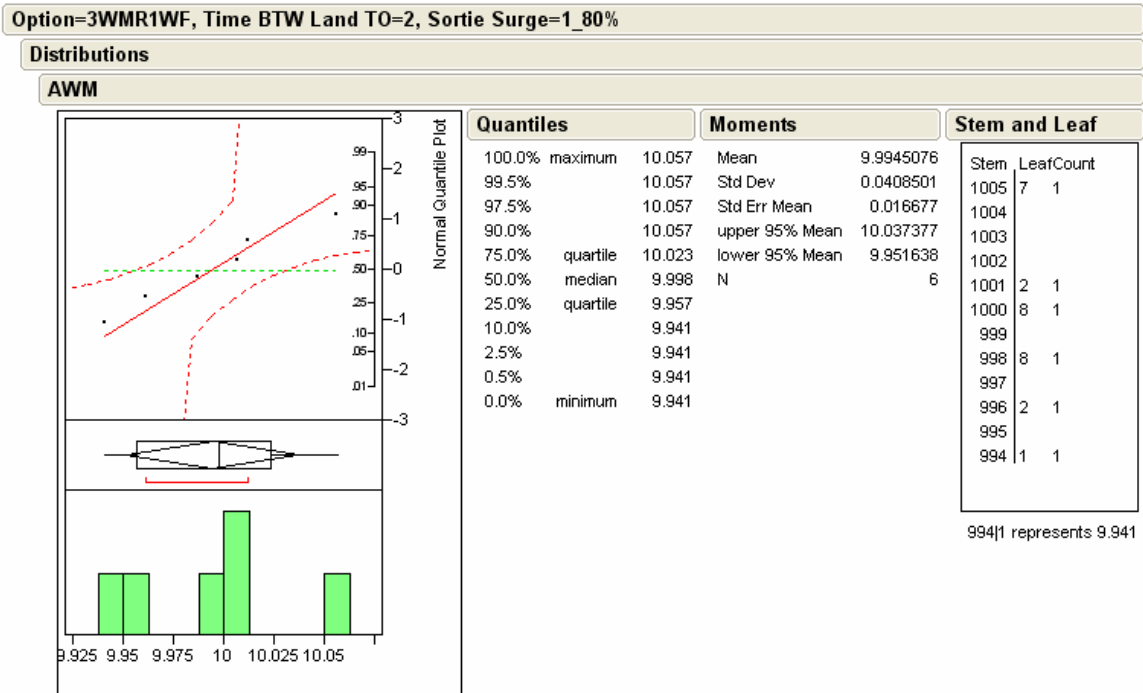 Option=3WMR1WF, Time BTW Land TO=2, Sortie Surge=1_80%
Distributions
AWM
3
2
1
0
-1
-2
-3
.99
.95
.90
.75
.50
.25
.10
.05
.01
Normal Quantile Plot
9.925 9.95 9.975 10 10.025 10.05
Quantiles
100.0% maximum 10.057
99.5% 10.057
97.5% 10.057
90.0% 10.057
75.0% quartile 10.023
50.0% median 9.998
25.0% quartile 9.957
10.0% 9.941
2.5% 9.941
0.5% 9.941
0.0% minimum 9.941
Moments
Mean 9.9945076
Std Dev 0.0408501
Std Err Mean 0.016677
upper 95% Mean 10.037377
lower 95% Mean 9.951638
N 6
Stem and Leaf
Stem Leaf Count
1005 7 1
1004
1003
1002
1001 2 1
1000 8 1
999
998 8 1
997
996 2 1
995
994 1 1
994|1 represents 9.941